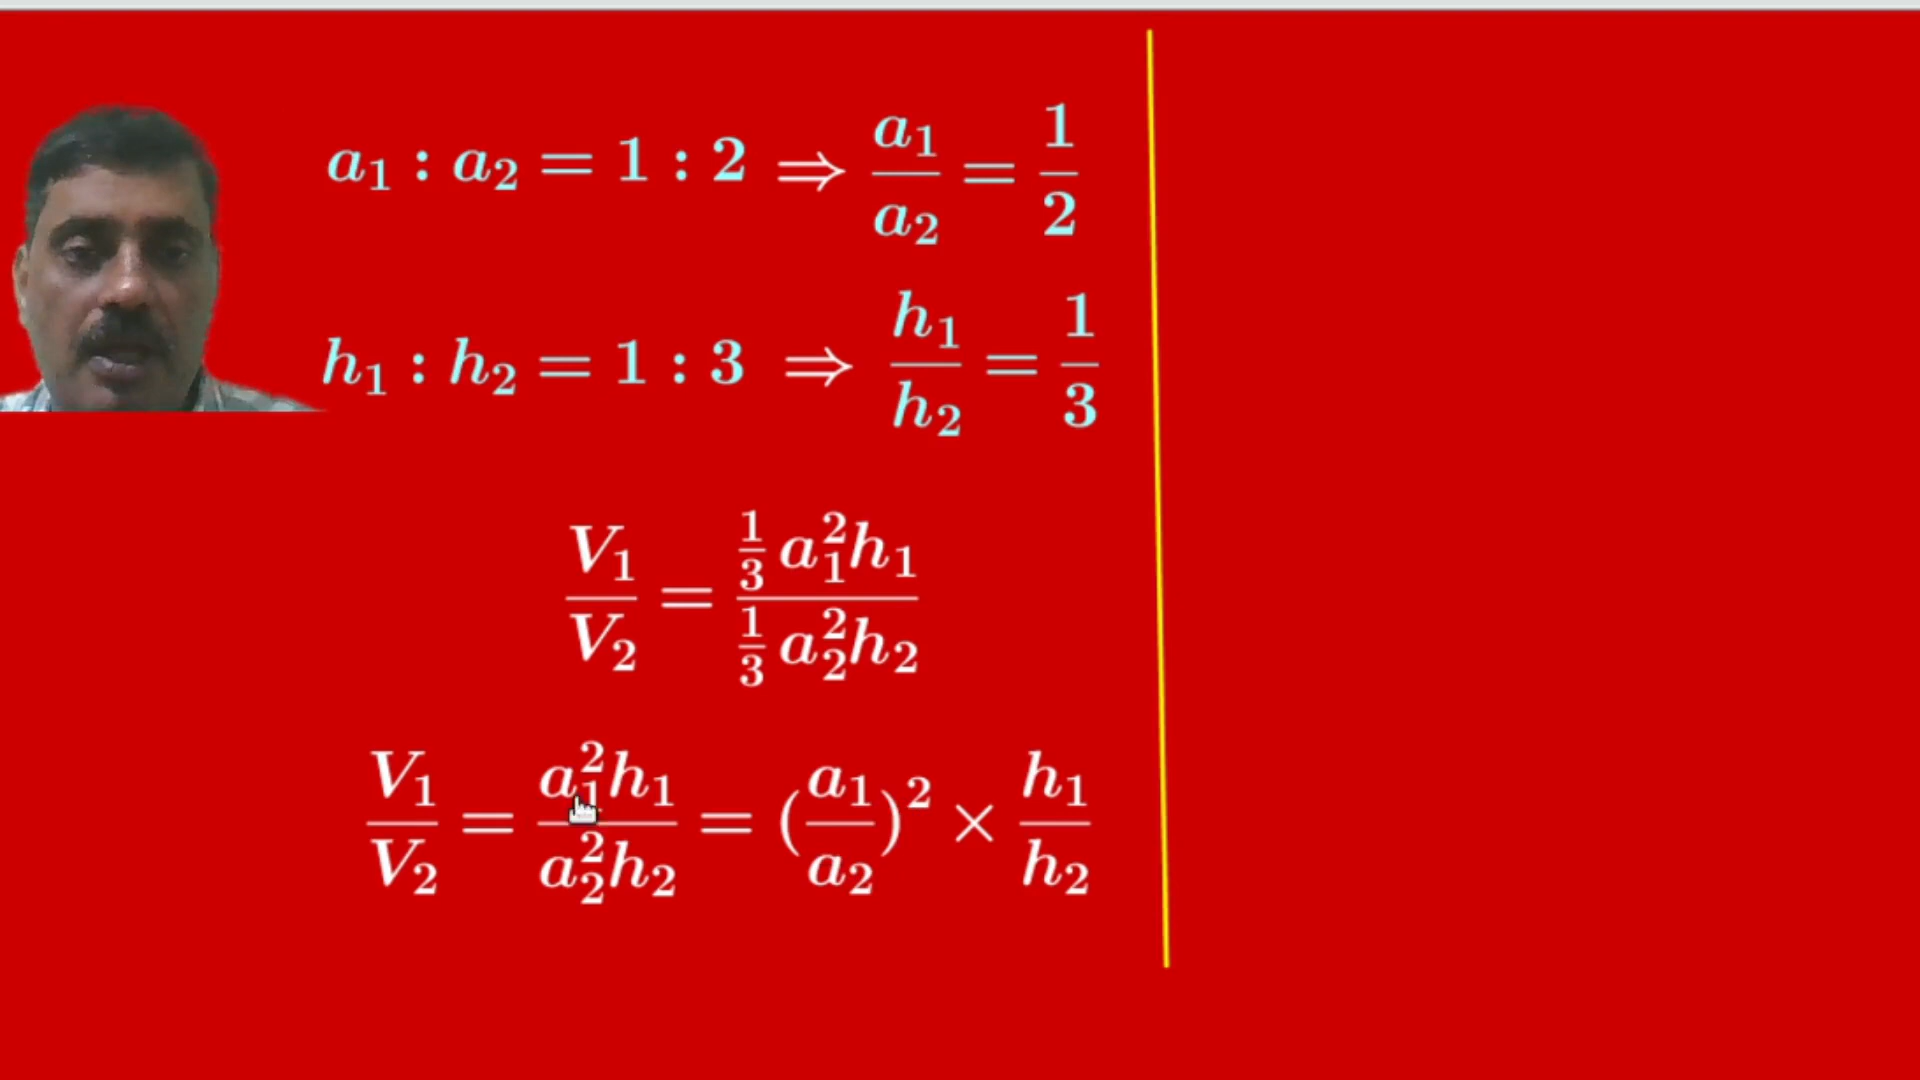 a₁ : a₂ = 1 : 2 ⇒ a₁/a₂ = 1/2
h₁ : h₂ = 1 : 3 ⇒ h₁/h₂ = 1/3
V₁/V₂ = (1/3 a₁²h₁)/(1/3 a₂²h₂)
V₁/V₂ = a₁²h₁/a₂²h₂ = (a₁/a₂)² × h₁/h₂